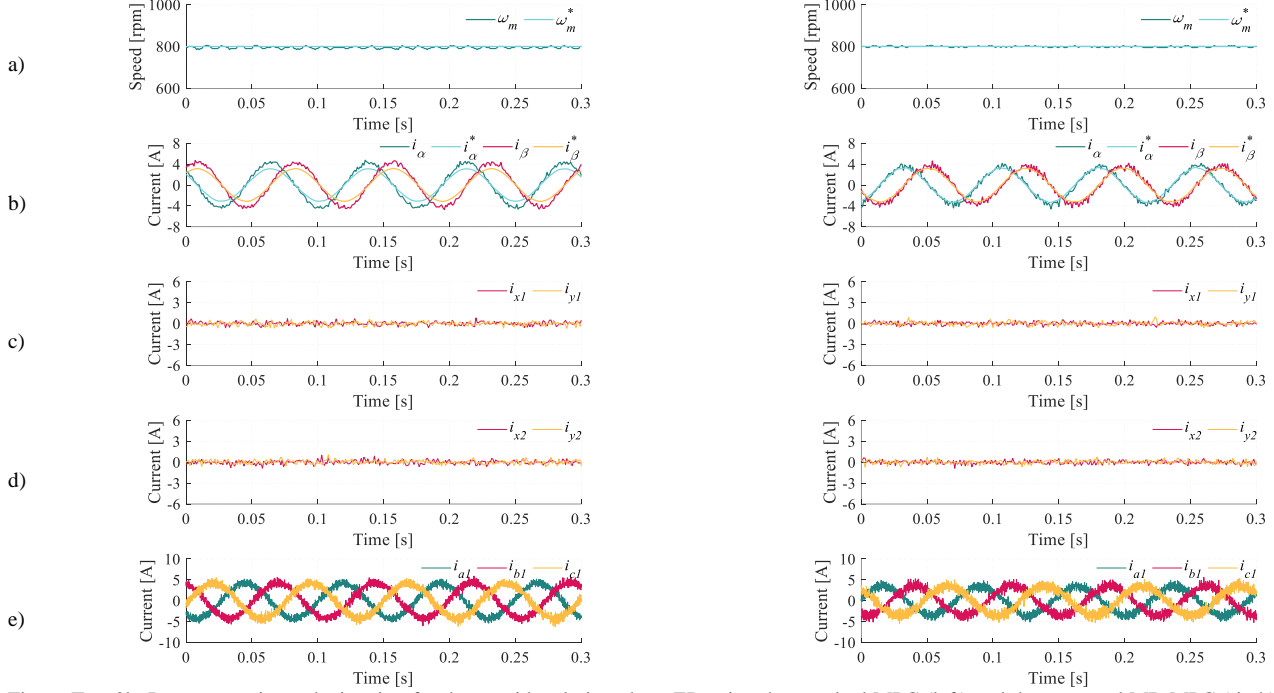 a)
1000
800
600
Speed [rpm]
ω_m ω_m^*
0 0.05 0.1 0.15 0.2 0.25 0.3
Time [s]
1000
800
600
Speed [rpm]
ω_m ω_m^*
0 0.05 0.1 0.15 0.2 0.25 0.3
Time [s]
b)
8
4
0
-4
-8
Current [A]
i_α i_α^* i_β i_β^*
0 0.05 0.1 0.15 0.2 0.25 0.3
Time [s]
8
4
0
-4
-8
Current [A]
i_α i_α^* i_β i_β^*
0 0.05 0.1 0.15 0.2 0.25 0.3
Time [s]
c)
6
3
0
-3
-6
Current [A]
i_x1 i_y1
0 0.05 0.1 0.15 0.2 0.25 0.3
Time [s]
6
3
0
-3
-6
Current [A]
i_x1 i_y1
0 0.05 0.1 0.15 0.2 0.25 0.3
Time [s]
d)
6
3
0
-3
-6
Current [A]
i_x2 i_y2
0 0.05 0.1 0.15 0.2 0.25 0.3
Time [s]
6
3
0
-3
-6
Current [A]
i_x2 i_y2
0 0.05 0.1 0.15 0.2 0.25 0.3
Time [s]
e)
10
5
0
-5
-10
Current [A]
i_a1 i_b1 i_c1
0 0.05 0.1 0.15 0.2 0.25 0.3
Time [s]
10
5
0
-5
-10
Current [A]
i_a1 i_b1 i_c1
0 0.05 0.1 0.15 0.2 0.25 0.3
Time [s]